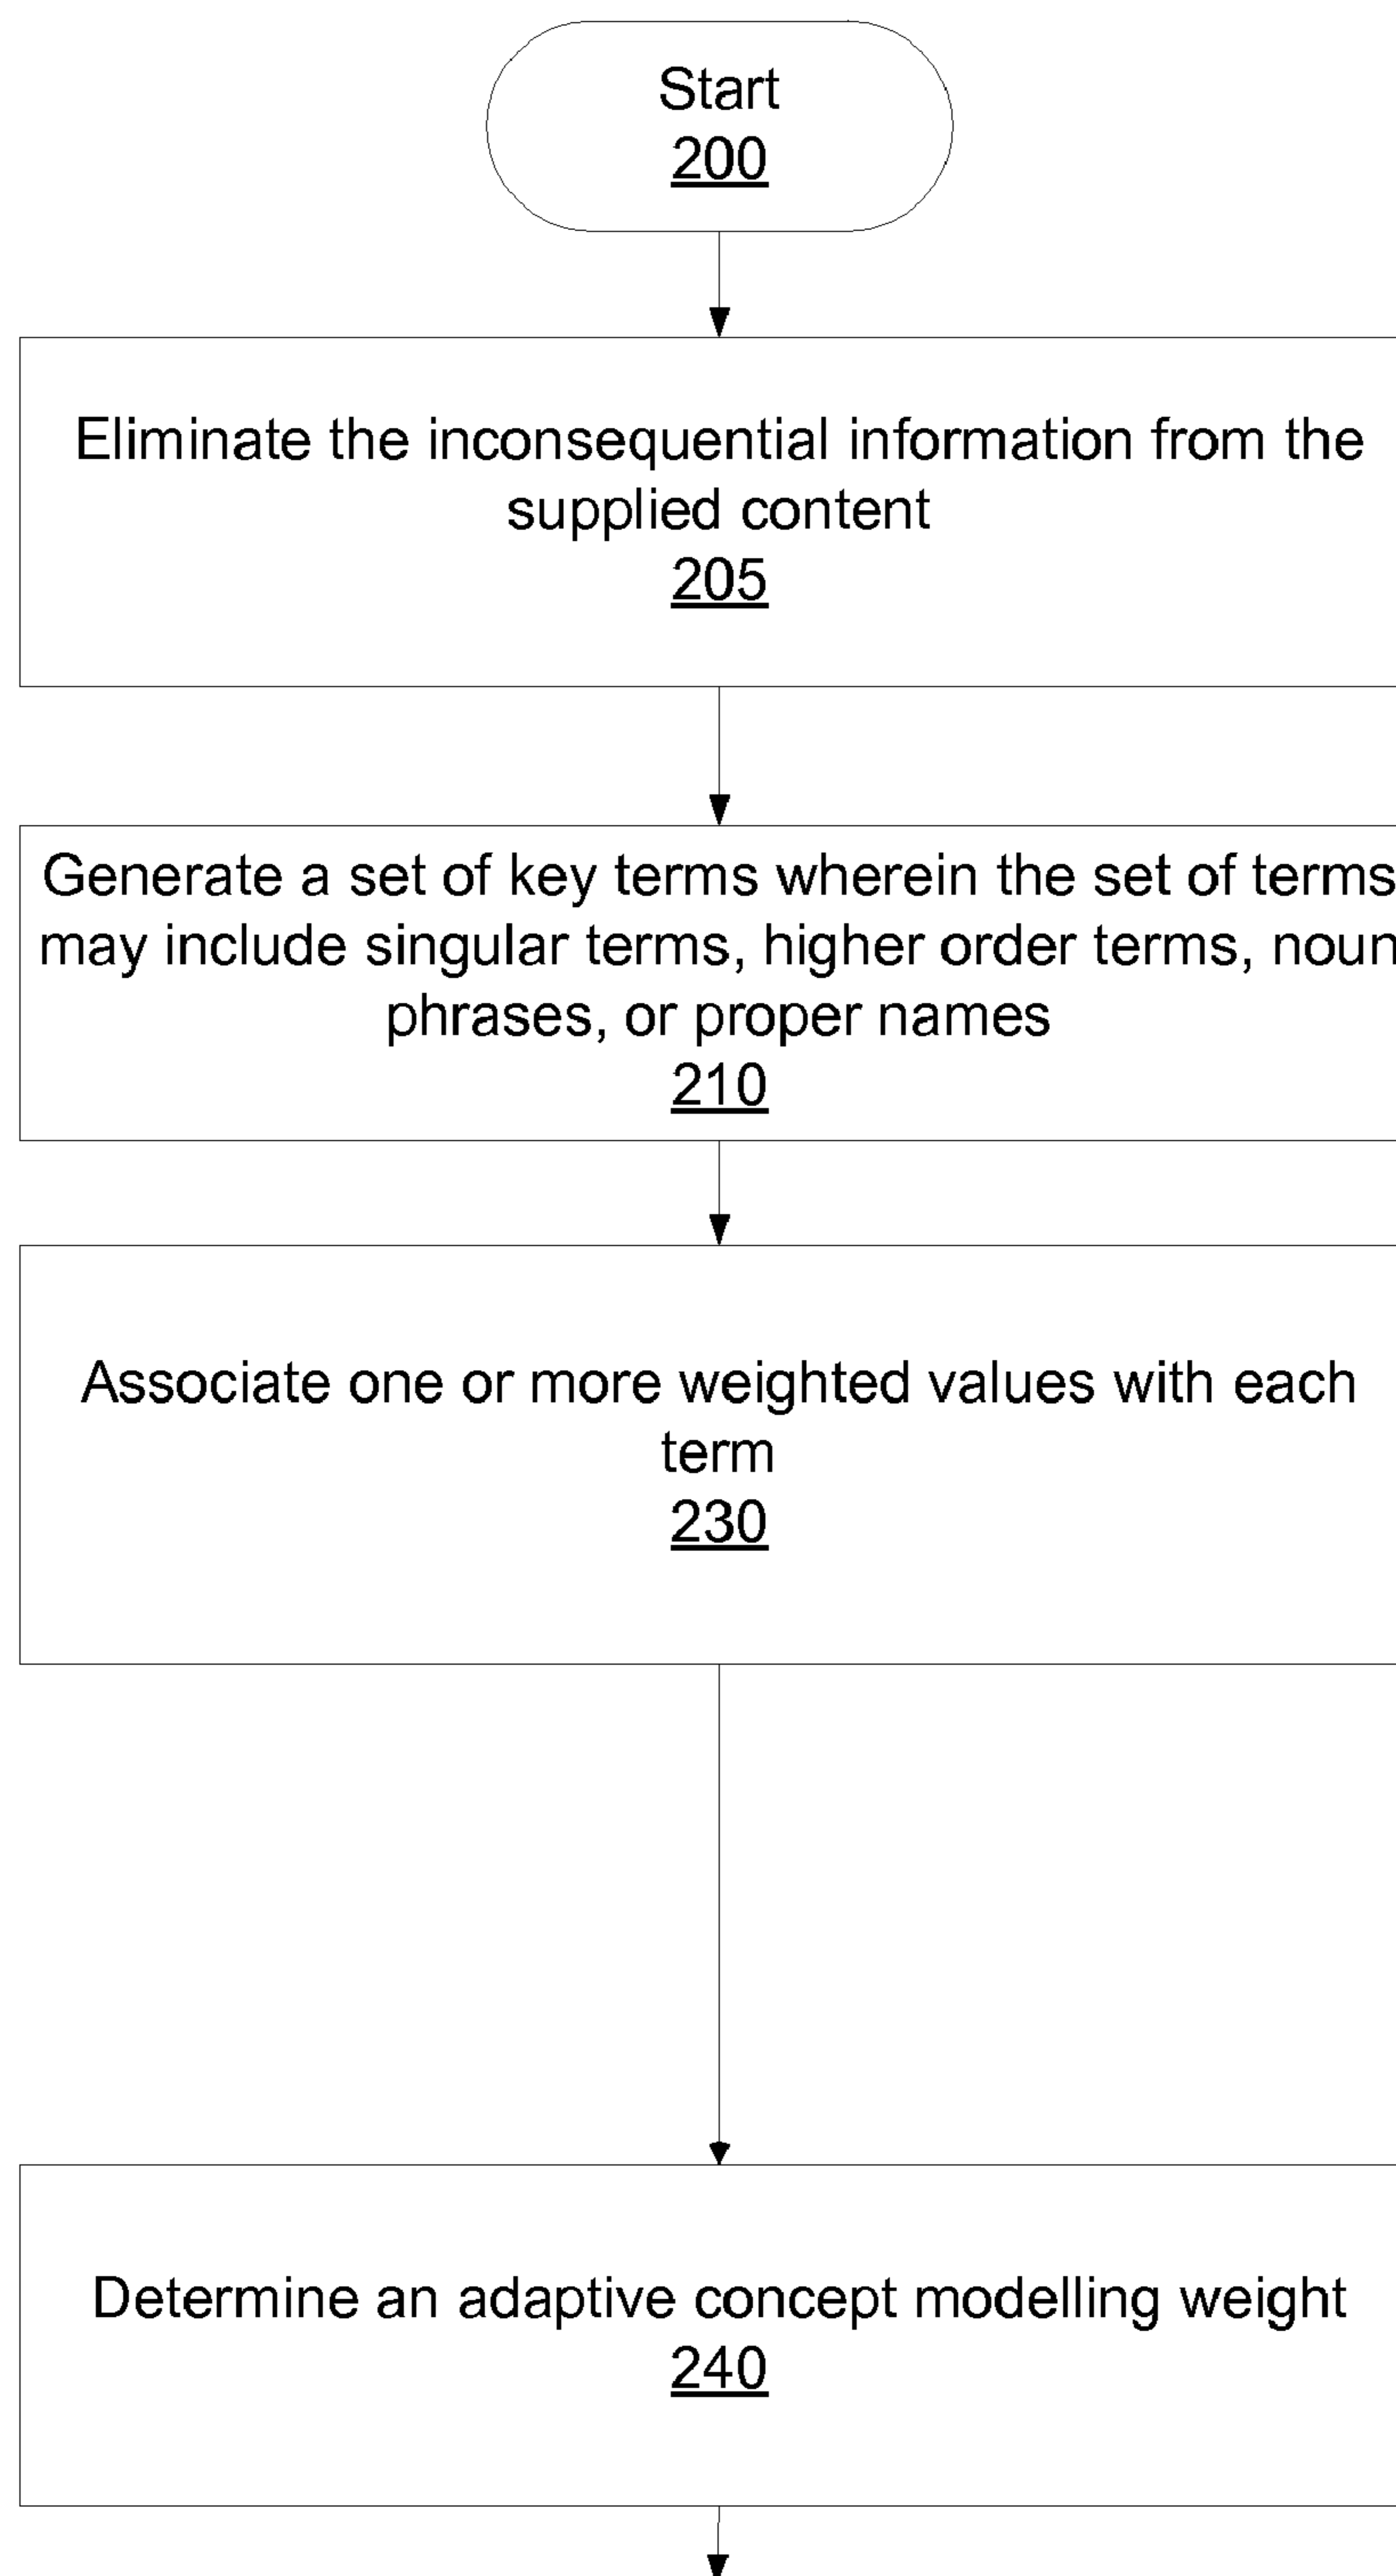 Start
200
Eliminate the inconsequential information from the
supplied content
205
Generate a set of key terms wherein the set of terms
may include singular terms, higher order terms, noun
phrases, or proper names
210
Associate one or more weighted values with each
term
230
Determine an adaptive concept modelling weight
240